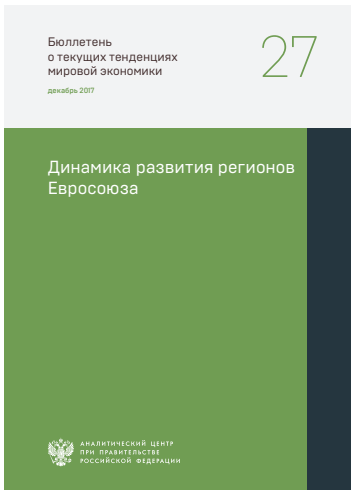 Бюллетень
о текущих тенденциях
мировой экономики
27
декабрь 2017
Динамика развития регионов
Евросоюза
АНАЛИТИЧЕСКИЙ ЦЕНТР
ПРИ ПРАВИТЕЛЬСТВЕ
РОССИЙСКОЙ ФЕДЕРАЦИИ